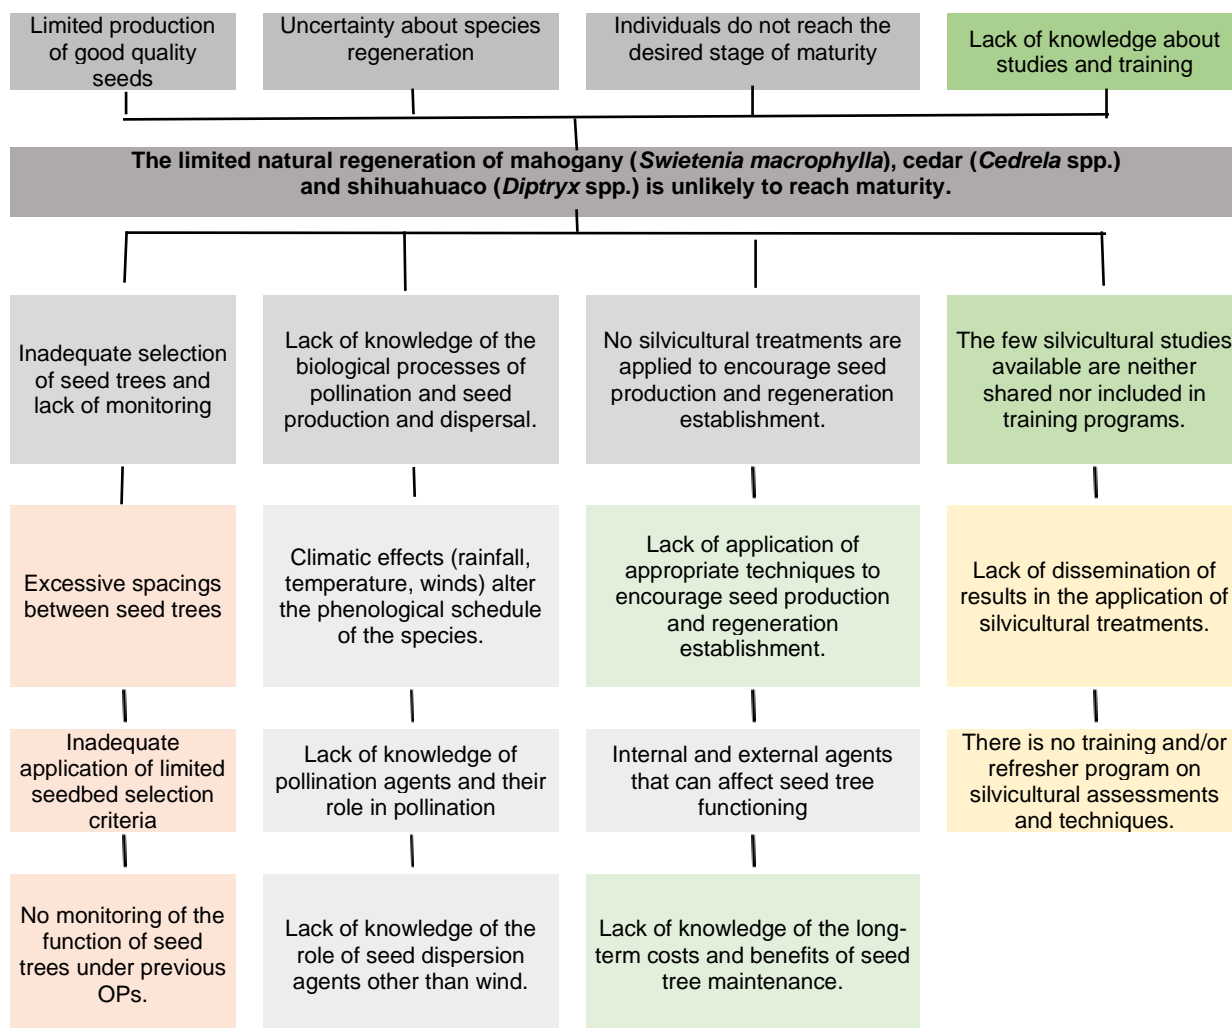 Limited production
of good quality
seeds
Uncertainty about species
regeneration
Individuals do not reach the
desired stage of maturity
Lack of knowledge about
studies and training
The limited natural regeneration of mahogany (Swietenia macrophylla), cedar (Cedrela spp.)
and shihuahuaco (Diptryx spp.) is unlikely to reach maturity.
Inadequate selection
of seed trees and
lack of monitoring
Lack of knowledge of the
biological processes of
pollination and seed
production and dispersal.
No silvicultural treatments are
applied to encourage seed
production and regeneration
establishment.
The few silvicultural studies
available are neither
shared nor included in
training programs.
Excessive spacings
between seed trees
Climatic effects (rainfall,
temperature, winds) alter
the phenological schedule
of the species.
Lack of application of
appropriate techniques to
encourage seed production
and regeneration
establishment.
Lack of dissemination of
results in the application of
silvicultural treatments.
Inadequate
application of limited
seedbed selection
criteria
Lack of knowledge of
pollination agents and their
role in pollination
Internal and external agents
that can affect seed tree
functioning
There is no training and/or
refresher program on
silvicultural assessments
and techniques.
No monitoring of the
function of seed
trees under previous
OPs.
Lack of knowledge of the
role of seed dispersion
agents other than wind.
Lack of knowledge of the long-
term costs and benefits of seed
tree maintenance.